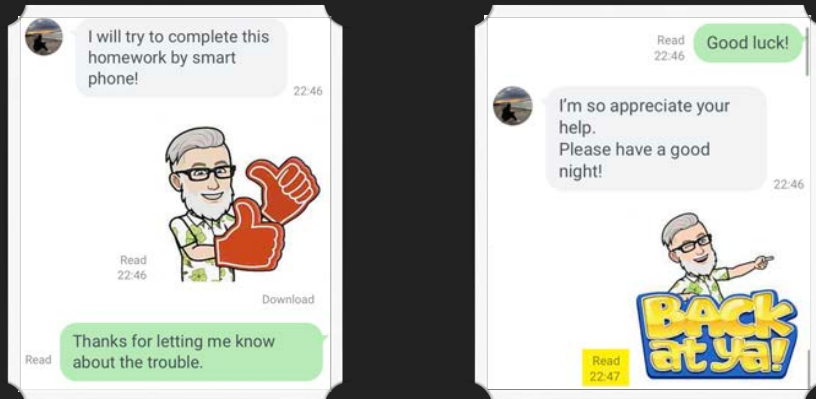 I will try to complete this
homework by smart
phone!
22:46
Read
22:46
Download
Thanks for letting me know
about the trouble.
Read
Read
22:46
Good luck!
I'm so appreciate your
help.
Please have a good
night!
22:46
BACK
at ya!
Read
22:47